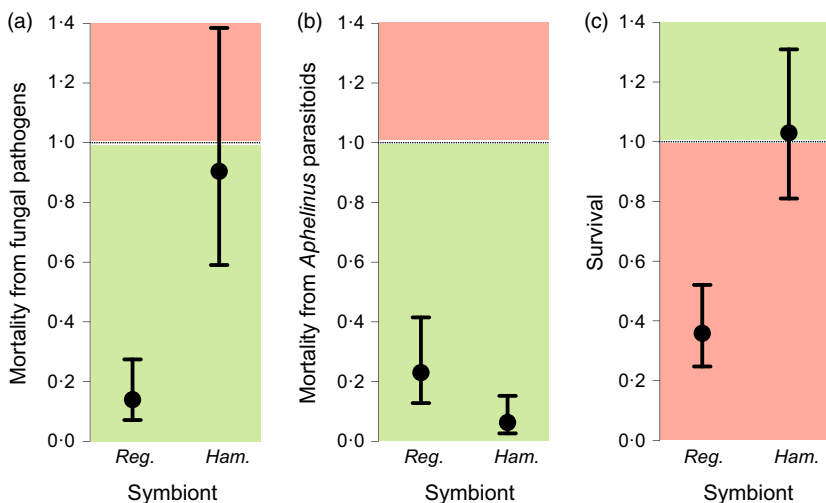 (a)
Mortality from fungal pathogens
1·4
1·2
1·0
0·8
0·6
0·4
0·2
0·0
Reg. Ham.
Symbiont
(b)
Mortality from Aphelinus parasitoids
1·4
1·2
1·0
0·8
0·6
0·4
0·2
0·0
Reg. Ham.
Symbiont
(c)
Survival
1·4
1·2
1·0
0·8
0·6
0·4
0·2
0·0
Reg. Ham.
Symbiont